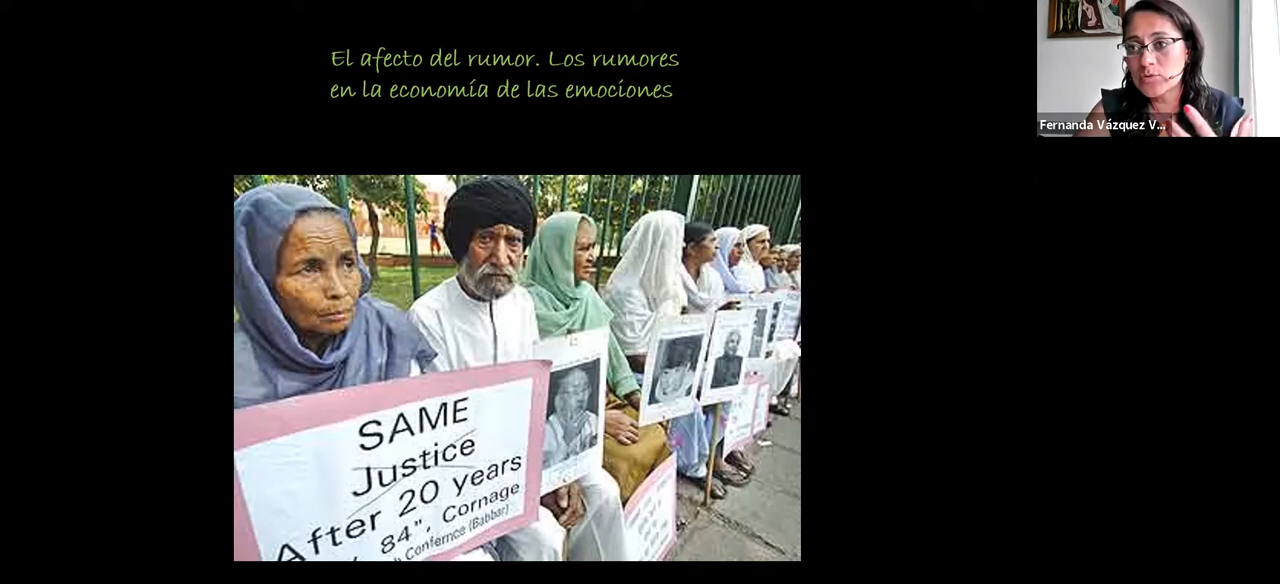 El afecto del rumor. Los rumores
en la economía de las emociones
Fernanda Vázquez V...
SAME
Justice
After 20 years
84", Cornage
Confernce (Babbar)